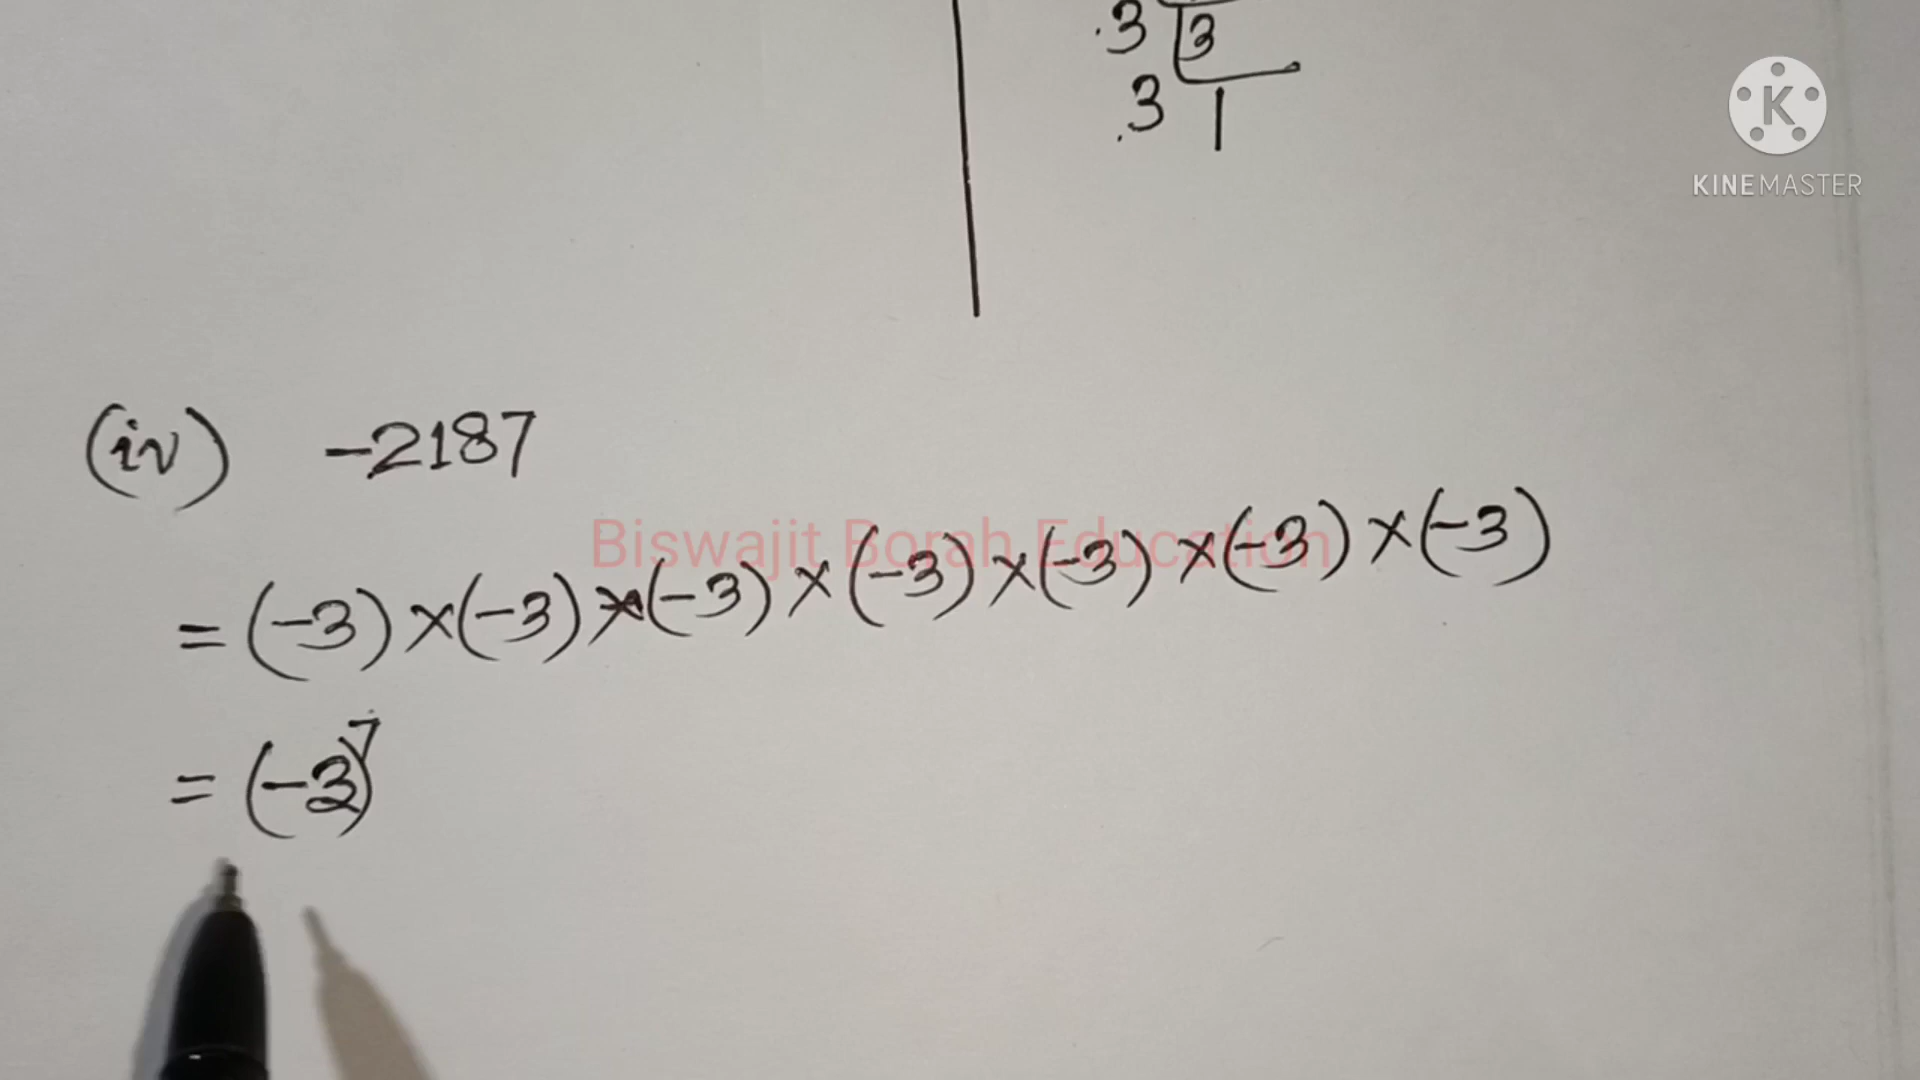 .3 3
.3 1
K
KINEMASTER
(iv) -2187
Biswajit Borah Education
= (-3) × (-3) × (-3) × (-3) × (-3) × (-3) × (-3)
= (-3)⁷